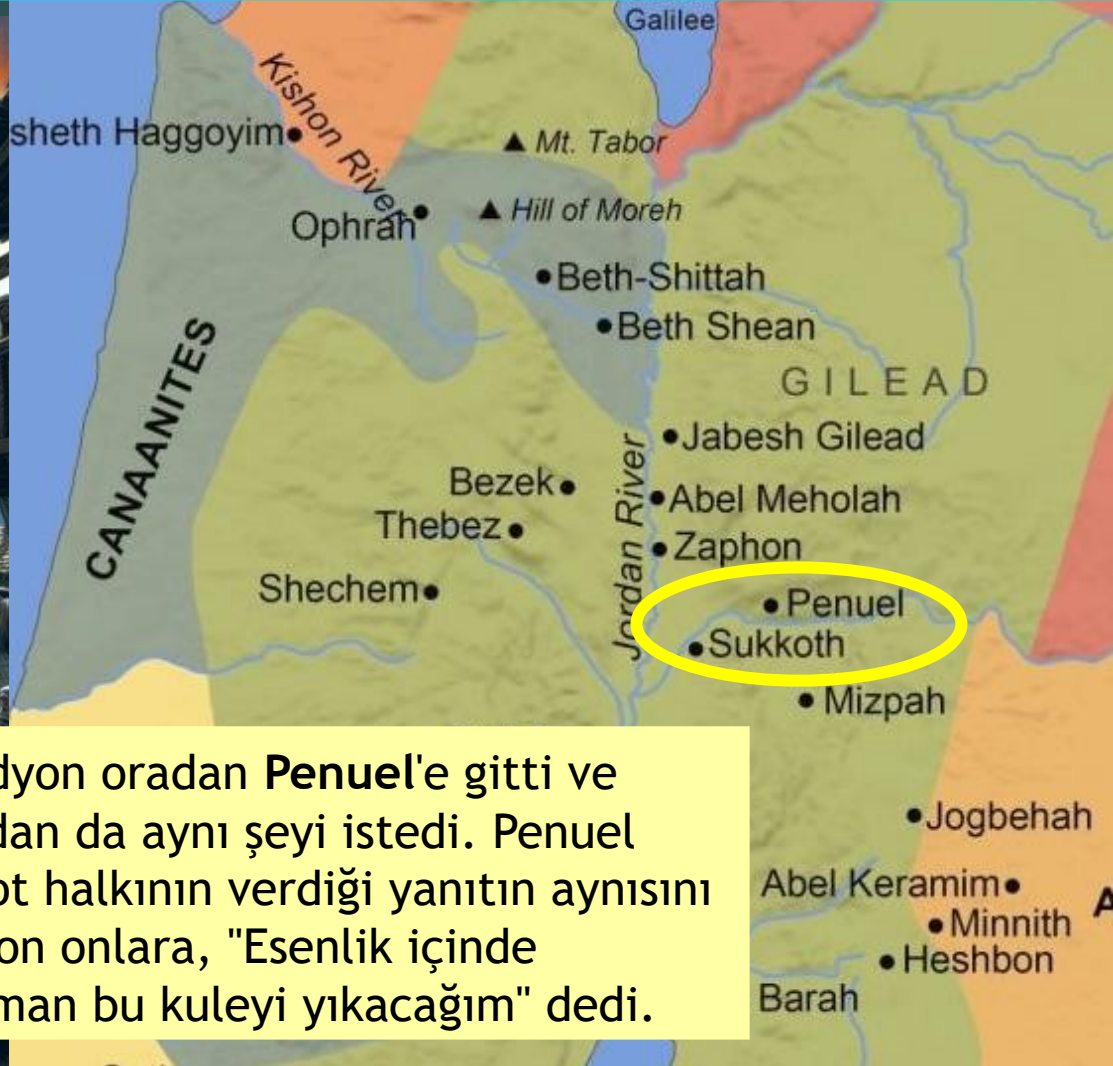 Galilee
Kishon River
sheth Haggoyim
Mt. Tabor
Ophrah
Hill of Moreh
Beth-Shittah
Beth Shean
CANAANITES
GILEAD
Jabesh Gilead
Jordan River
Bezek
Abel Meholah
Thebez
Zaphon
Shechem
Penuel
Sukkoth
Mizpah
dyon oradan Penuel'e gitti ve
dan da aynı şeyi istedi. Penuel
ot halkının verdiği yanıtın aynısını
on onlara, "Esenlik içinde
man bu kuleyi yıkacağım" dedi.
Jogbehah
Abel Keramim
A
Minnith
Heshbon
Barah